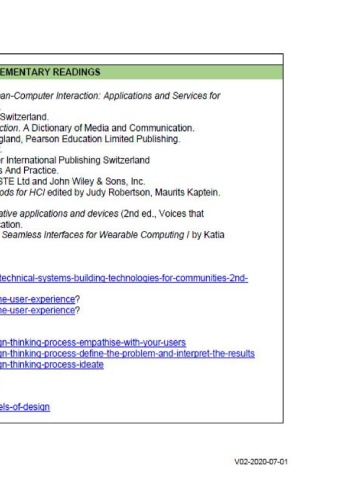 EMENTARY READINGS
an-Computer Interaction: Applications and Services for
Switzerland.
ction. A Dictionary of Media and Communication.
gland, Pearson Education Limited Publishing.
r International Publishing Switzerland
s And Practice.
STE Ltd and John Wiley & Sons, Inc.
ods for HCI edited by Judy Robertson, Maurits Kaptein.
ative applications and devices (2nd ed., Voices that
cation.
Seamless Interfaces for Wearable Computing / by Katia
technical-systems-building-technologies-for-communities-2nd-
ne-user-experience?
ne-user-experience?
gn-thinking-process-empathise-with-your-users
gn-thinking-process-define-the-problem-and-interpret-the-results
gn-thinking-process-ideate
els-of-design
V02-2020-07-01